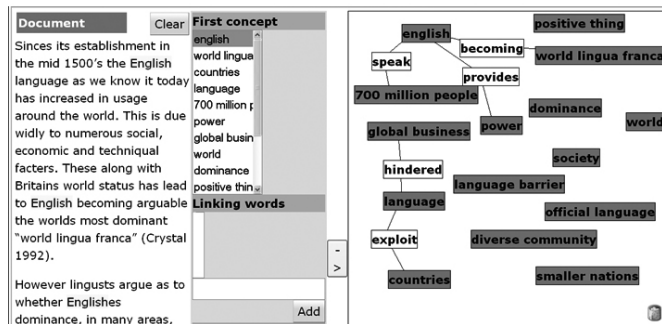 Document
Clear
Sinces its establishment in
the mid 1500's the English
language as we know it today
has increased in usage
around the world. This is due
widly to numerous social,
economic and techniqual
facters. These along with
Britains world status has lead
to English becoming arguable
the worlds most dominant
"world lingua franca" (Crystal
1992).
However lingusts argue as to
whether Englishes
dominance, in many areas,
First concept
english
world lingua
countries
language
700 million p
power
global busin
world
dominance
positive thin
Linking words
Add
-
>
english
positive thing
becoming
world lingua franca
speak
provides
700 million people
dominance
power
world
global business
society
hindered
language barrier
language
official language
exploit
diverse community
countries
smaller nations